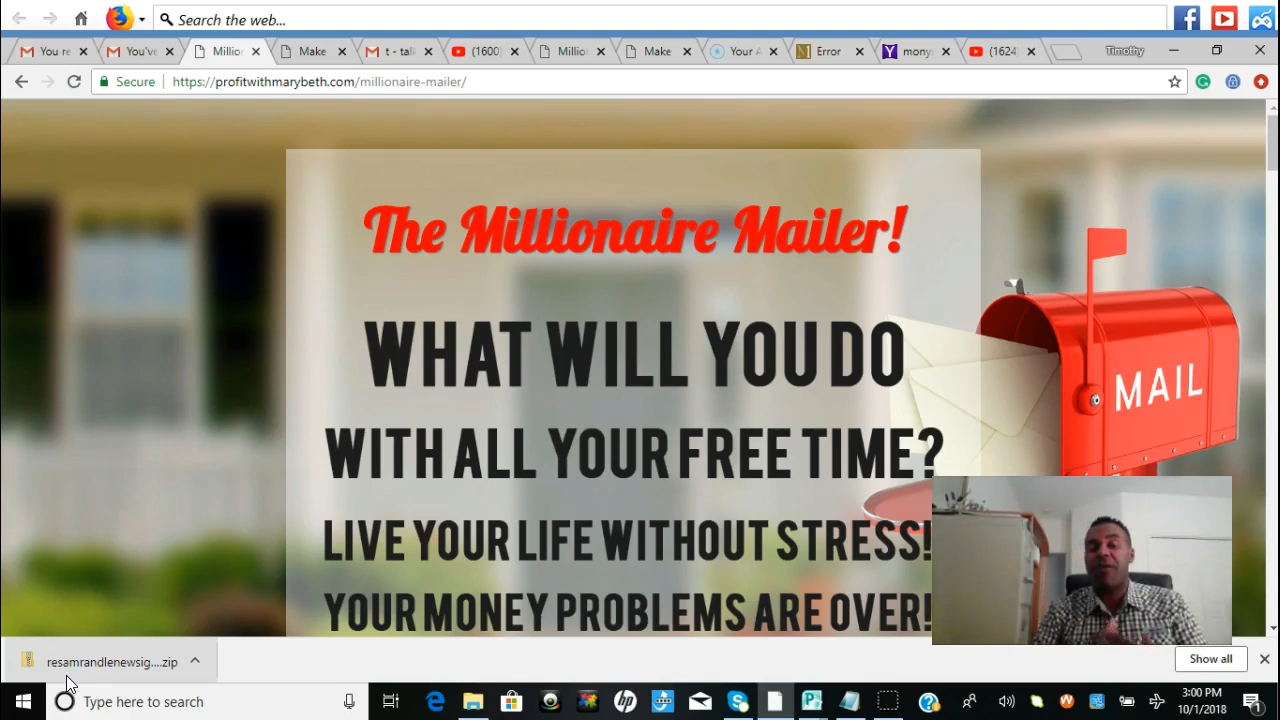 Search the web...
You re
You've
Million
Make
t - talk
(1600)
Millio
Make
Your A
Error
mony
(1624)
Timothy
Secure
https://profitwithmarybeth.com/millionaire-mailer/
The Millionaire Mailer!
WHAT WILL YOU DO
WITH ALL YOUR FREE TIME?
LIVE YOUR LIFE WITHOUT STRESS!
YOUR MONEY PROBLEMS ARE OVER!
MAIL
resamrandlenewsig....zip
Show all
Type here to search
3:00 PM
10/1/2018